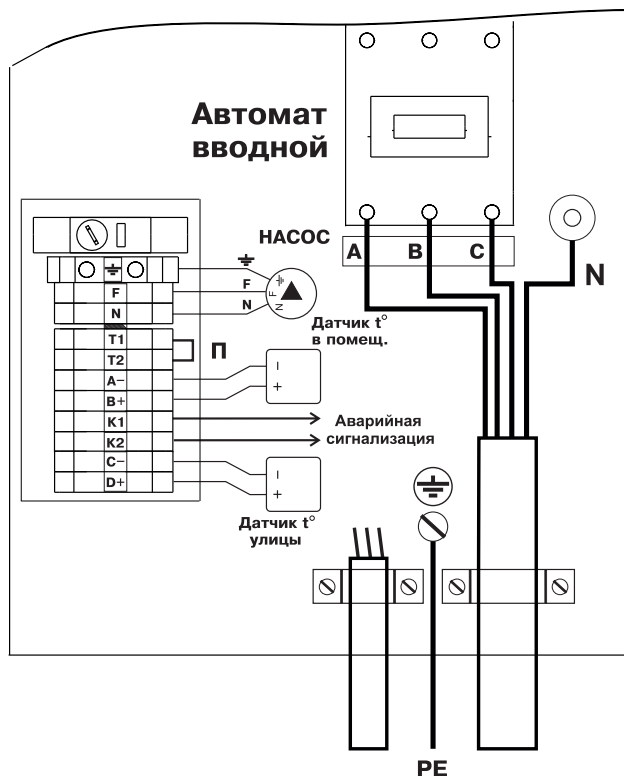 Автомат
вводной
НАСОС
A B C
N
F
N
F
N
N F
T1
T2
П
Датчик t°
в помещ.
A–
B+
–
+
K1
K2
Аварийная
сигнализация
C–
D+
–
+
Датчик t°
улицы
PE